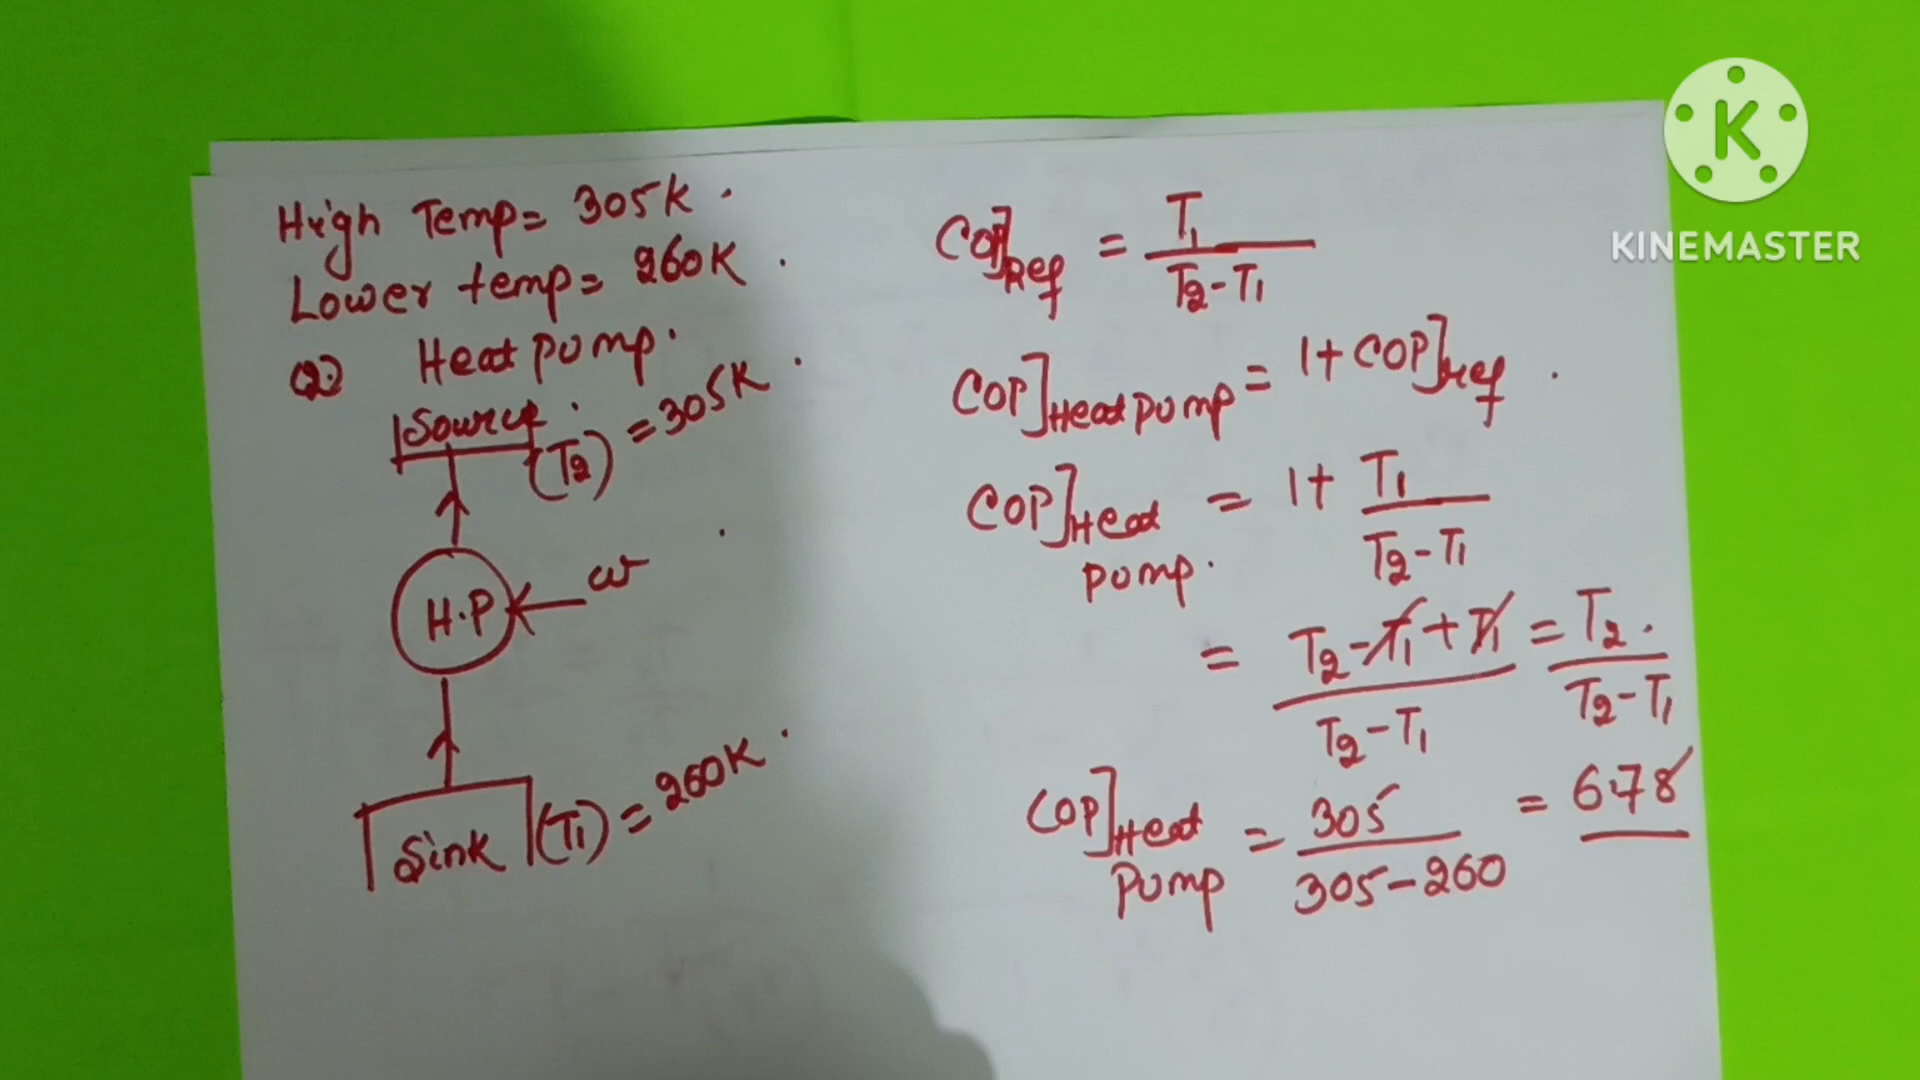 High Temp = 305K.
Lower temp = 260K.
Q2) Heat pump.
Source.
(T2) = 305K.
H.P
W
Sink
(T1) = 260K.
COP]Ref = T1 / T2-T1
COP]Heat pump = 1 + COP]Ref.
COP]Heat pump. = 1 + T1 / T2-T1
= T2-T1+T1 / T2-T1 = T2. / T2-T1
COP]Heat Pump = 305 / 305-260 = 6.78
K
KINEMASTER